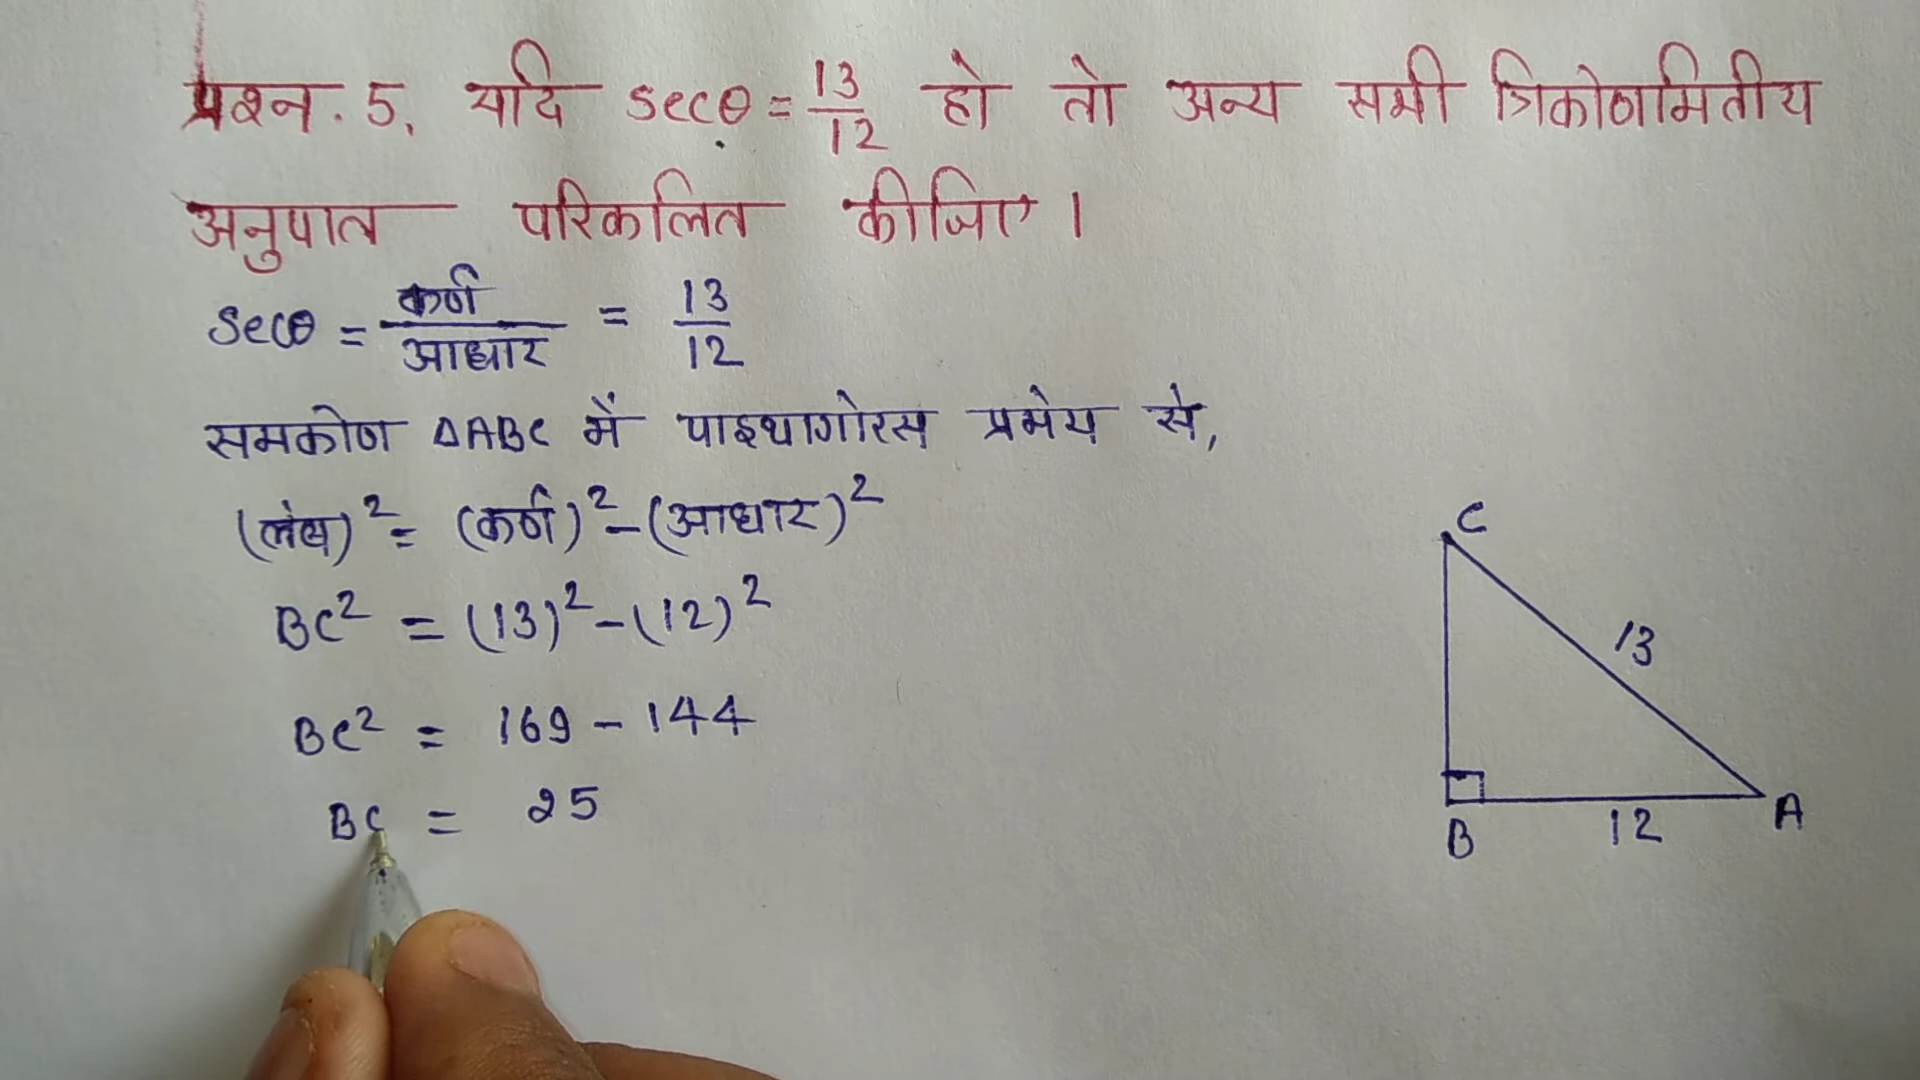 प्रश्न. 5. यदि secθ = 13/12 हो तो अन्य सभी त्रिकोणमितीय
अनुपात परिकलित कीजिए ।
secθ = कर्ण/आधार = 13/12
समकोण ΔABC में पाइथागोरस प्रमेय से,
(लंब)² = (कर्ण)² - (आधार)²
BC² = (13)² - (12)²
BC² = 169 - 144
BC = 25
C
13
B
12
A